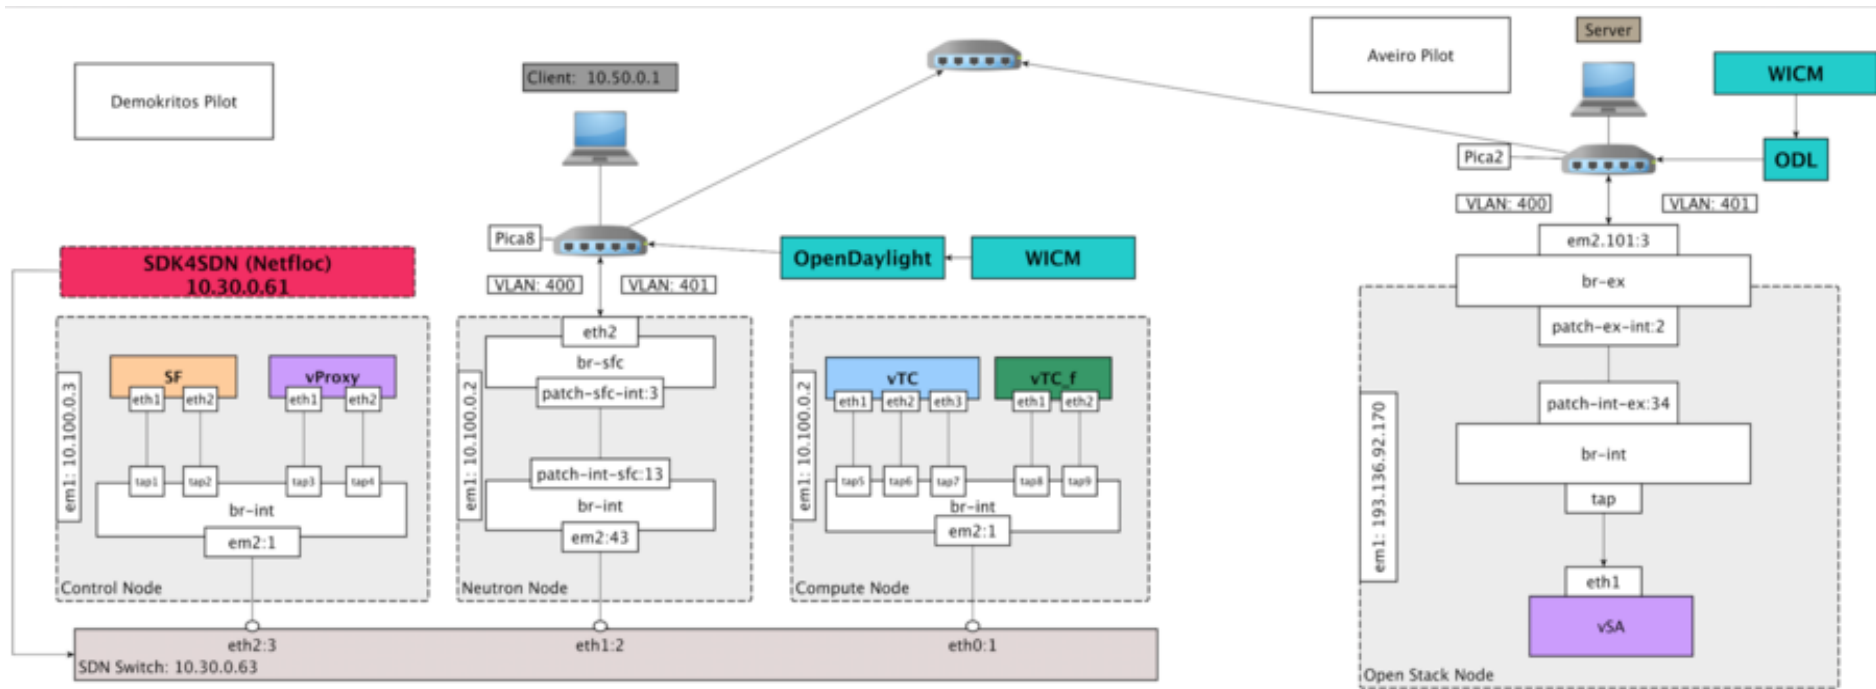 Demokritos Pilot
Client: 10.50.0.1
Aveiro Pilot
Server
WICM
ODL
Pica2
VLAN: 400
VLAN: 401
em2.101:3
br-ex
patch-ex-int:2
patch-int-ex:34
br-int
tap
eth1
vSA
em1: 193.136.92.170
Open Stack Node
Pica8
OpenDaylight
WICM
VLAN: 400
VLAN: 401
SDK4SDN (Netfloc)
10.30.0.61
SF
eth1
eth2
vProxy
eth1
eth2
em1: 10.100.0.3
tap1
tap2
tap3
tap4
br-int
em2:1
Control Node
eth2
br-sfc
patch-sfc-int:3
em1: 10.100.0.2
patch-int-sfc:13
br-int
em2:43
Neutron Node
vTC
eth1
eth2
eth3
vTC_f
eth1
eth2
em1: 10.100.0.2
tap5
tap6
tap7
tap8
tap9
br-int
em2:1
Compute Node
eth2:3
eth1:2
eth0:1
SDN Switch: 10.30.0.63